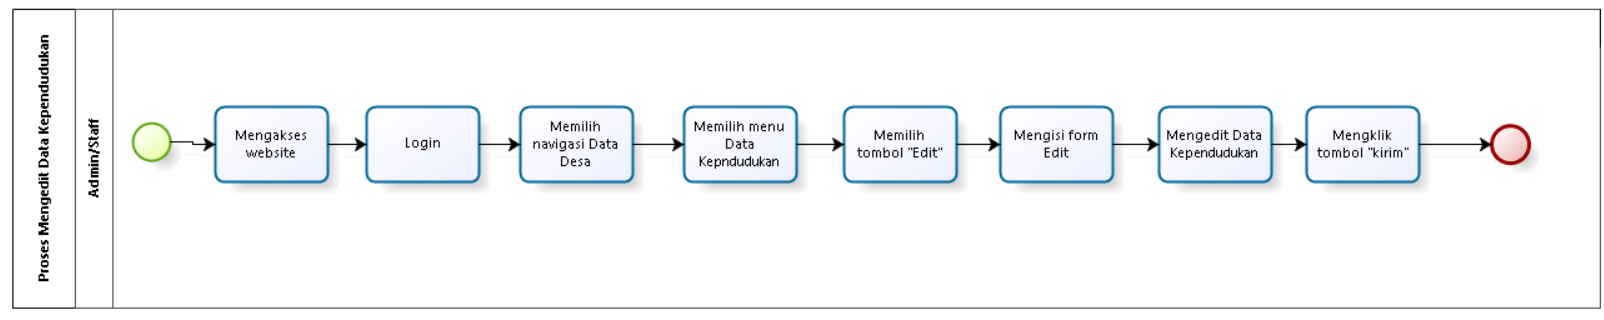 Proses Mengedit Data Kependudukan
Admin/Staff
Mengakses
website
Login
Memilih
navigasi Data
Desa
Memilih menu
Data
Kepndudukan
Memilih
tombol "Edit"
Mengisi form
Edit
Mengedit Data
Kependudukan
Mengklik
tombol "kirim"